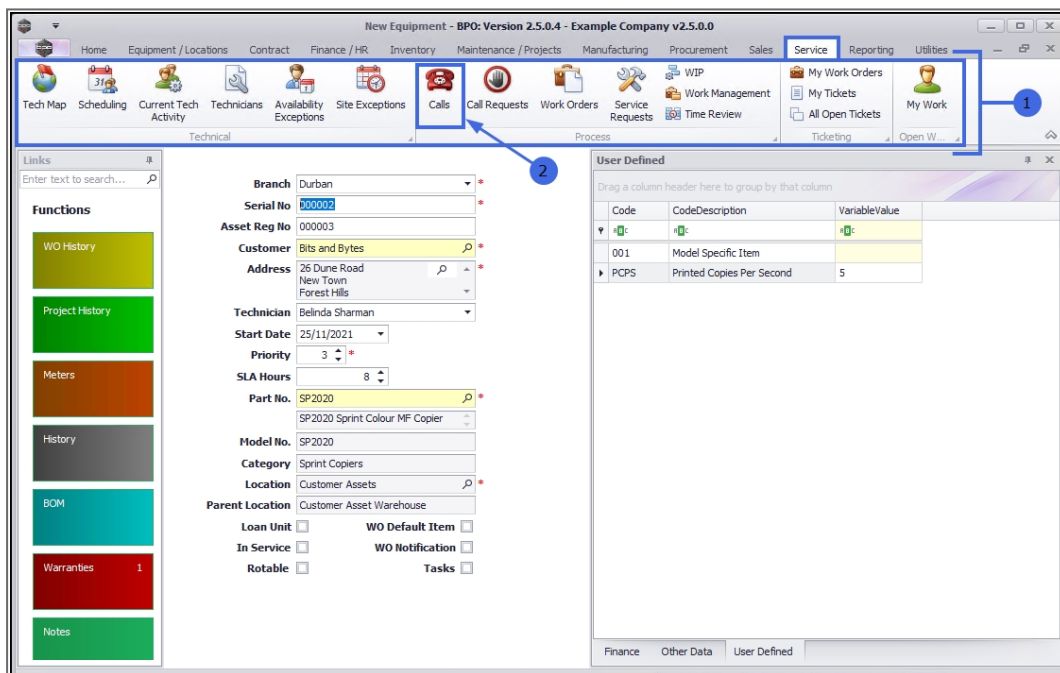 New Equipment - BPO: Version 2.5.0.4 - Example Company v2.5.0.0
Home Equipment / Locations Contract Finance / HR Inventory Maintenance / Projects Manufacturing Procurement Sales Service Reporting Utilities
Tech Map Scheduling Current Tech Activity Technicians Availability Exceptions Site Exceptions
Technical
Calls Call Requests Work Orders Service Requests
WIP
Work Management
Time Review
Process
My Work Orders
My Tickets
All Open Tickets
Ticketing
My Work
Open W...
1
2
Links
Enter text to search...
Functions
WO History
Project History
Meters
History
BOM
Warranties 1
Notes
Branch Durban *
Serial No 000002 *
Asset Reg No 000003
Customer Bits and Bytes *
Address 26 Dune Road *
New Town
Forest Hills
Technician Belinda Sharman
Start Date 25/11/2021
Priority 3 *
SLA Hours 8
Part No. SP2020 *
SP2020 Sprint Colour MF Copier
Model No. SP2020
Category Sprint Copiers
Location Customer Assets *
Parent Location Customer Asset Warehouse
Loan Unit WO Default Item
In Service WO Notification
Rotable Tasks
User Defined
Drag a column header here to group by that column
Code CodeDescription VariableValue
001 Model Specific Item
PCPS Printed Copies Per Second 5
Finance Other Data User Defined